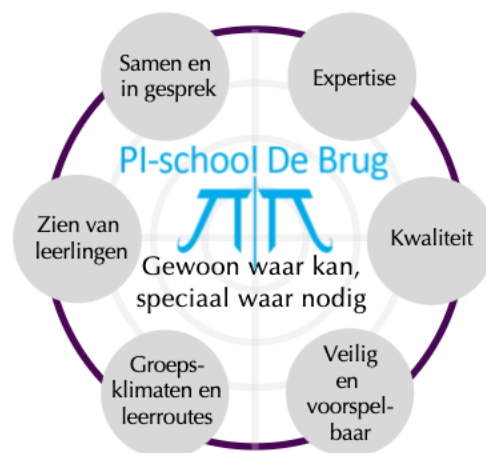 Samen en
in gesprek
Expertise
PI-school De Brug
Zien van
leerlingen
Kwaliteit
Gewoon waar kan,
speciaal waar nodig
Groeps-
klimaten en
leerroutes
Veilig
en
voorspel-
baar